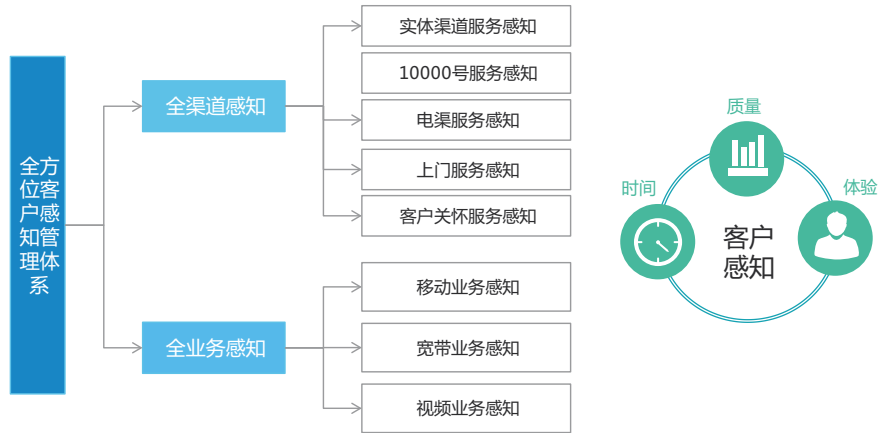 全方
位客
户感
知管
理体
系
全渠道感知
实体渠道服务感知
10000号服务感知
电渠服务感知
上门服务感知
客户关怀服务感知
全业务感知
移动业务感知
宽带业务感知
视频业务感知
质量
时间
体验
客户
感知